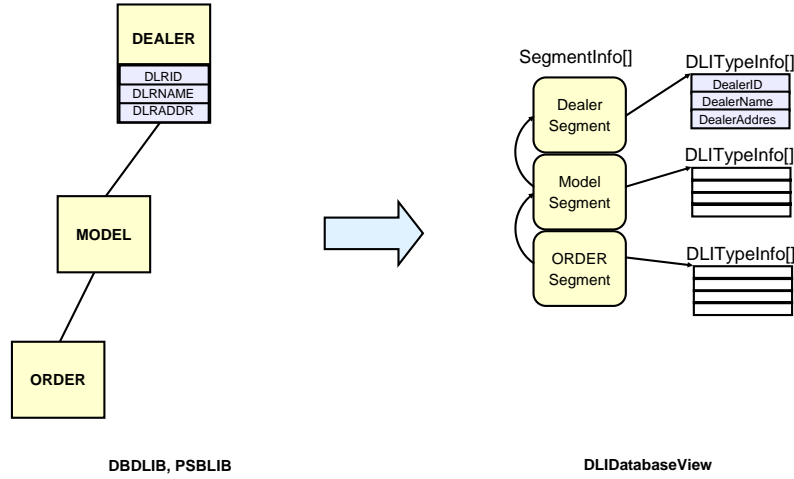 DEALER
DLRID
DLRNAME
DLRADDR
MODEL
ORDER
DBDLIB, PSBLIB
SegmentInfo[]
Dealer
Segment
Model
Segment
ORDER
Segment
DLITypeInfo[]
DealerID
DealerName
DealerAddres
DLITypeInfo[]
DLITypeInfo[]
DLIDatabaseView